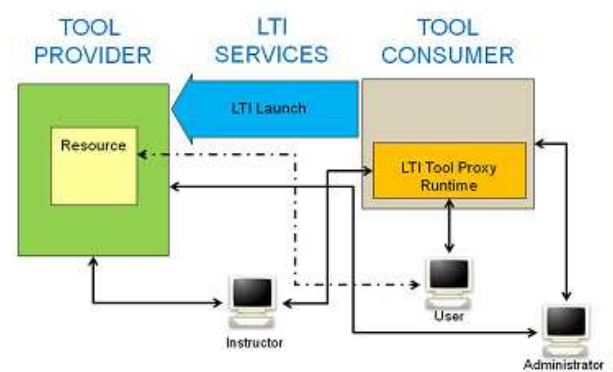 TOOL
PROVIDER
LTI
SERVICES
TOOL
CONSUMER
LTI Launch
Resource
LTI Tool Proxy
Runtime
User
Instructor
Administrator